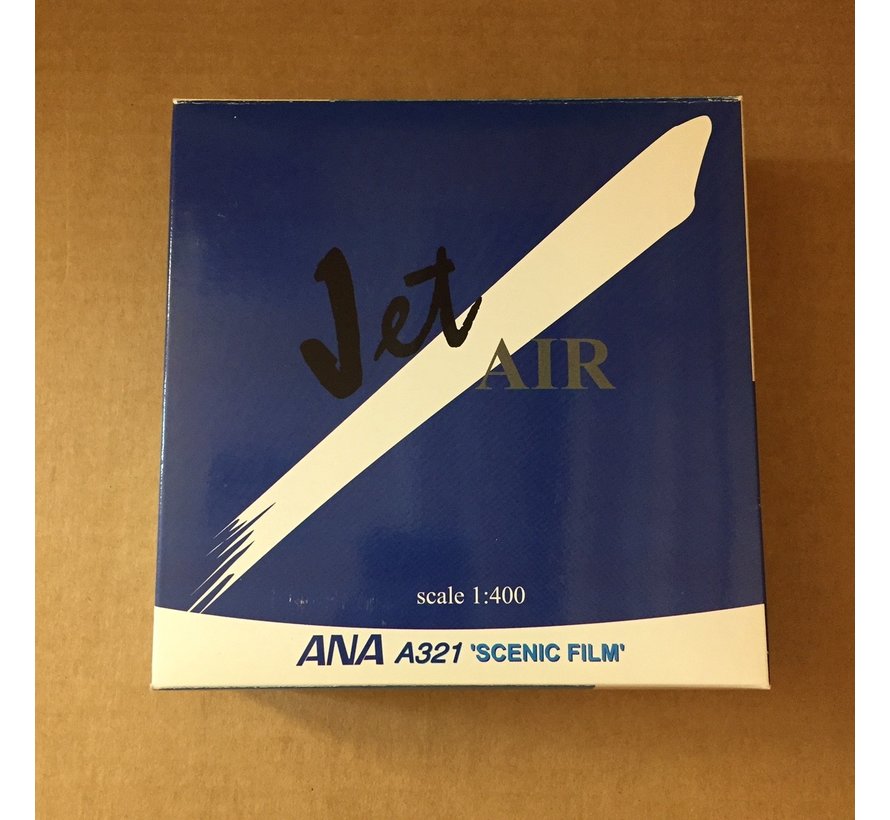 Jet
AIR
scale 1:400
ANA A321 'SCENIC FILM'